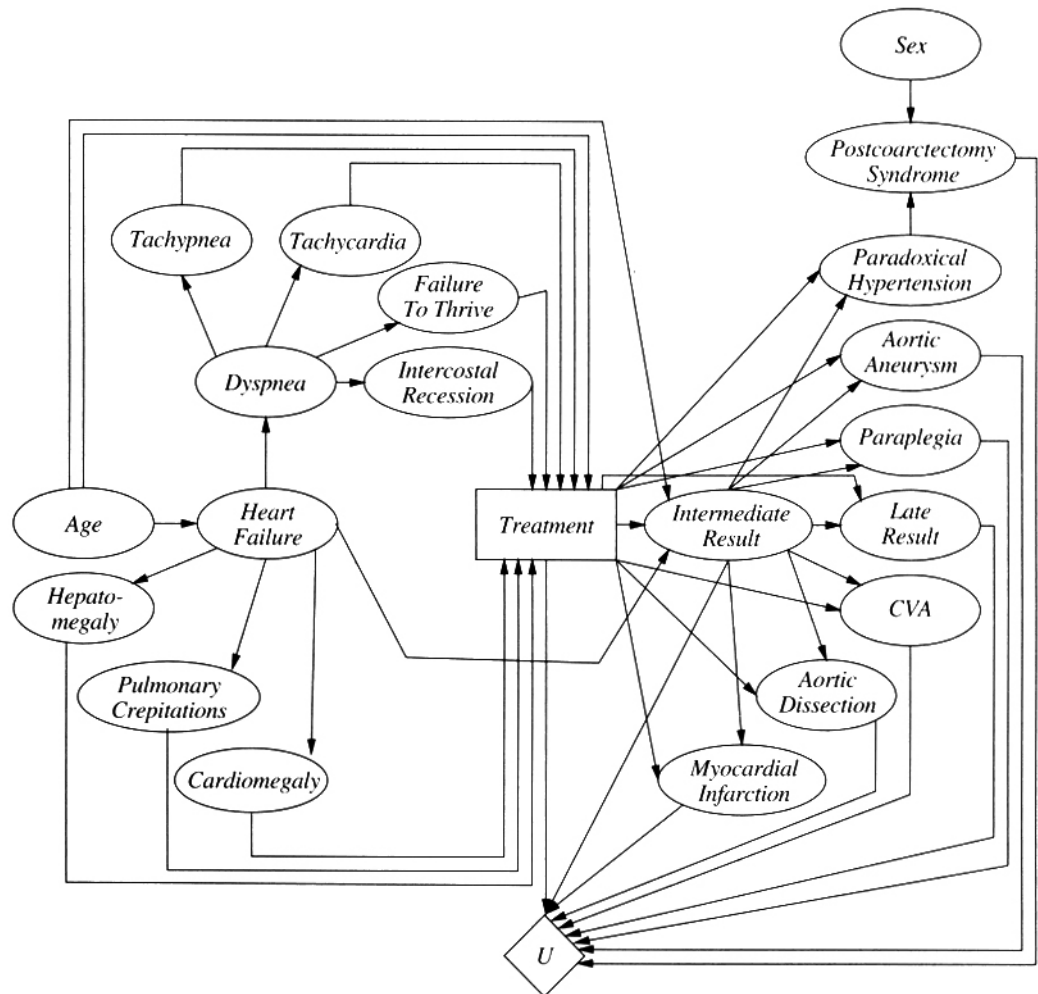 Sex
Postcoarctectomy
Syndrome
Tachypnea
Tachycardia
Paradoxical
Hypertension
Failure
To Thrive
Aortic
Aneurysm
Dyspnea
Intercostal
Recession
Paraplegia
Age
Heart
Failure
Treatment
Intermediate
Result
Late
Result
Hepato-
megaly
CVA
Pulmonary
Crepitations
Aortic
Dissection
Cardiomegaly
Myocardial
Infarction
U